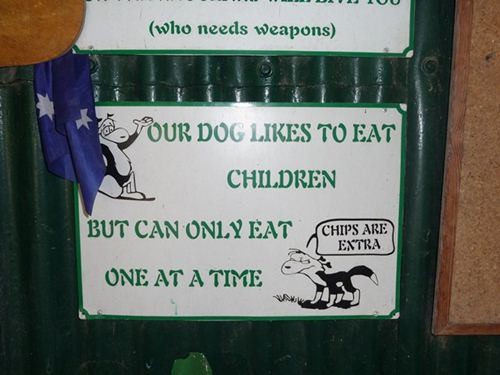 (who needs weapons)
OUR DOG LIKES TO EAT
CHILDREN
BUT CAN ONLY EAT
ONE AT A TIME
CHIPS ARE
EXTRA